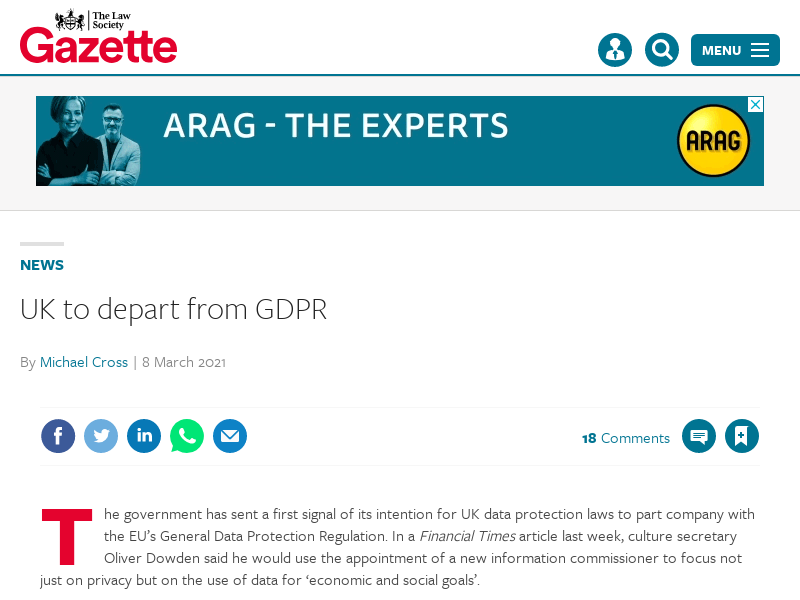 The Law
Society
Gazette
MENU
ARAG - THE EXPERTS
ARAG
NEWS
UK to depart from GDPR
By Michael Cross | 8 March 2021
18 Comments
The government has sent a first signal of its intention for UK data protection laws to part company with
the EU’s General Data Protection Regulation. In a Financial Times article last week, culture secretary
Oliver Dowden said he would use the appointment of a new information commissioner to focus not
just on privacy but on the use of data for ‘economic and social goals’.